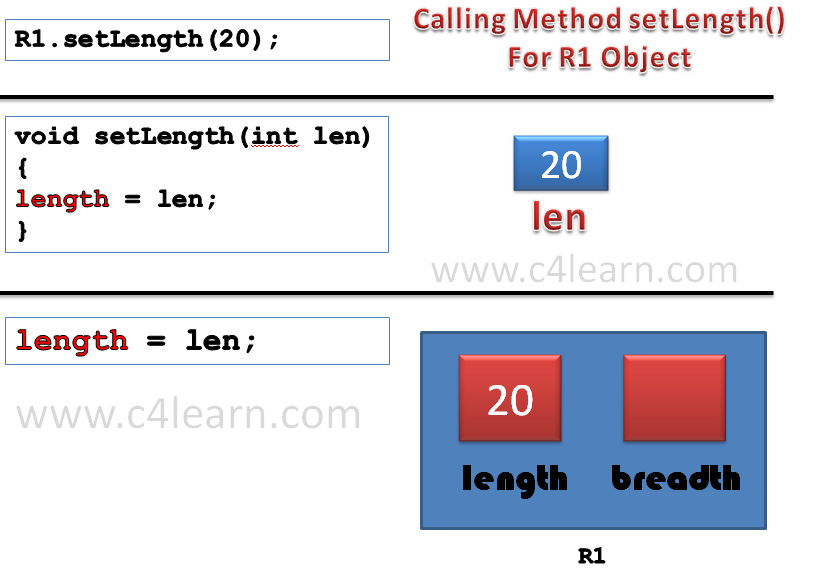 R1.setLength(20);
Calling Method setLength()
For R1 Object
void setLength(int len)
{
length = len;
}
20
len
www.c4learn.com
length = len;
www.c4learn.com
20
length breadth
R1